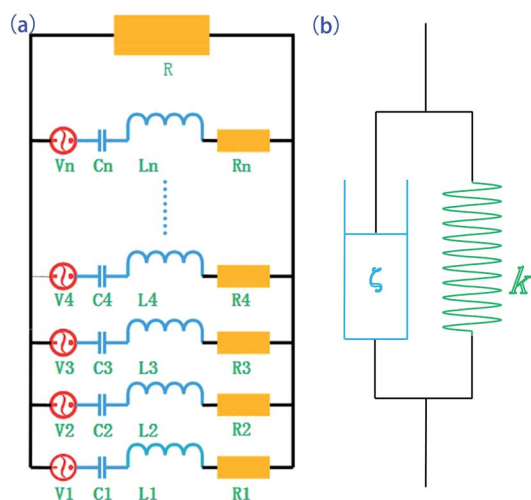 (a)
R
Vn Cn Ln Rn
V4 C4 L4 R4
V3 C3 L3 R3
V2 C2 L2 R2
V1 C1 L1 R1
(b)
ζ
k